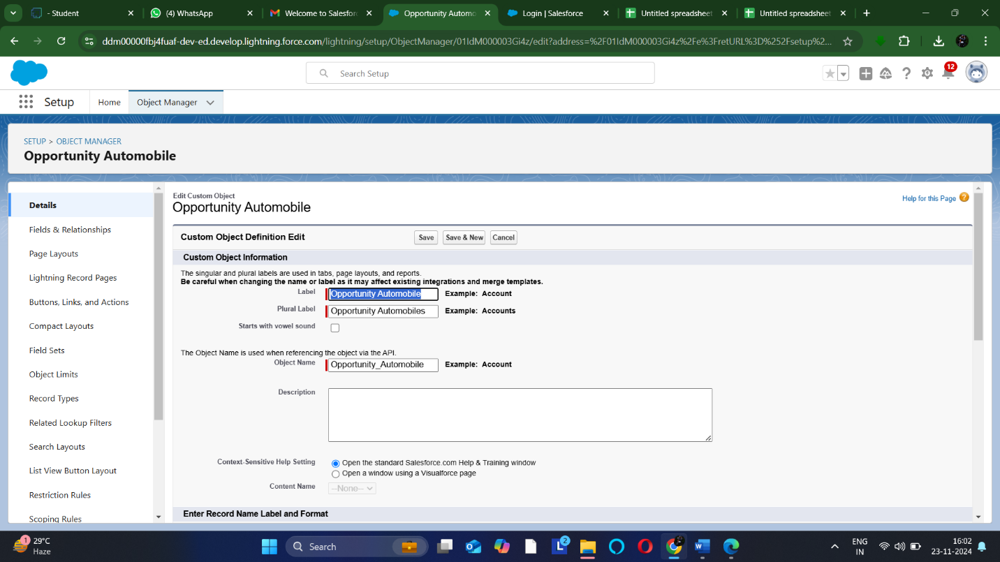 - Student
(4) WhatsApp
Welcome to Salesfor
Opportunity Automo
Login | Salesforce
Untitled spreadsheet
Untitled spreadsheet
ddm00000fbj4fuaf-dev-ed.develop.lightning.force.com/lightning/setup/ObjectManager/01IdM000003Gi4z/edit?address=%2F01IdM000003Gi4z%2Fe%3FretURL%3D%252Fsetup%2...
Search Setup
12
Setup
Home
Object Manager
SETUP > OBJECT MANAGER
Opportunity Automobile
Details
Fields & Relationships
Page Layouts
Lightning Record Pages
Buttons, Links, and Actions
Compact Layouts
Field Sets
Object Limits
Record Types
Related Lookup Filters
Search Layouts
List View Button Layout
Restriction Rules
Scoping Rules
Edit Custom Object
Opportunity Automobile
Help for this Page ?
Custom Object Definition Edit
Save
Save & New
Cancel
Custom Object Information
The singular and plural labels are used in tabs, page layouts, and reports.
Be careful when changing the name or label as it may affect existing integrations and merge templates.
Label Opportunity Automobile Example: Account
Plural Label Opportunity Automobiles Example: Accounts
Starts with vowel sound
The Object Name is used when referencing the object via the API.
Object Name Opportunity_Automobile Example: Account
Description
Context-Sensitive Help Setting Open the standard Salesforce.com Help & Training window
Open a window using a Visualforce page
Content Name --None--
Enter Record Name Label and Format
1
29°C
Haze
Search
2
ENG
IN
16:02
23-11-2024